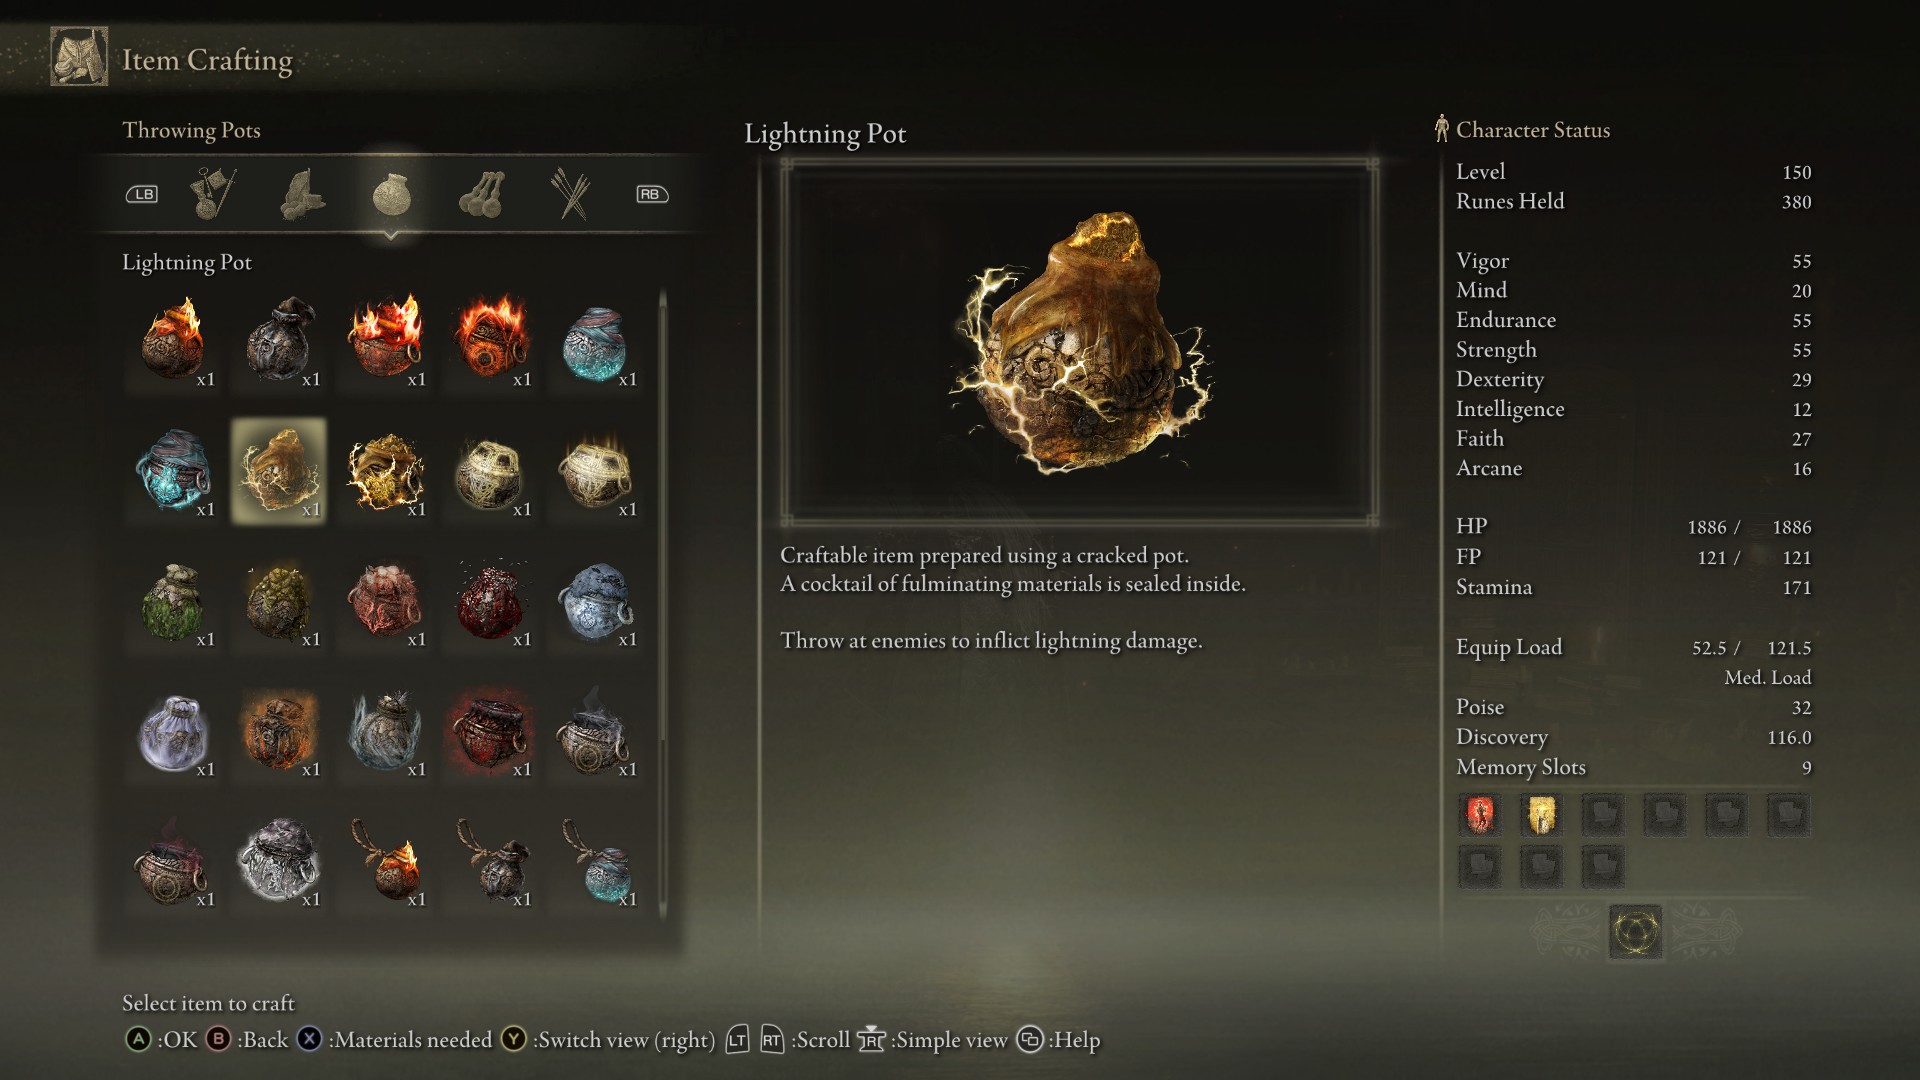 Item Crafting
Throwing Pots
LB
RB
Lightning Pot
x1 x1 x1 x1 x1
x1 x1 x1 x1 x1
x1 x1 x1 x1 x1
x1 x1 x1 x1 x1
x1 x1 x1 x1 x1
Lightning Pot
Craftable item prepared using a cracked pot.
A cocktail of fulminating materials is sealed inside.
Throw at enemies to inflict lightning damage.
Character Status
Level 150
Runes Held 380
Vigor 55
Mind 20
Endurance 55
Strength 55
Dexterity 29
Intelligence 12
Faith 27
Arcane 16
HP 1886 / 1886
FP 121 / 121
Stamina 171
Equip Load 52.5 / 121.5
Med. Load
Poise 32
Discovery 116.0
Memory Slots 9
Select item to craft
A :OK B :Back X :Materials needed Y :Switch view (right) LT RT :Scroll R :Simple view :Help